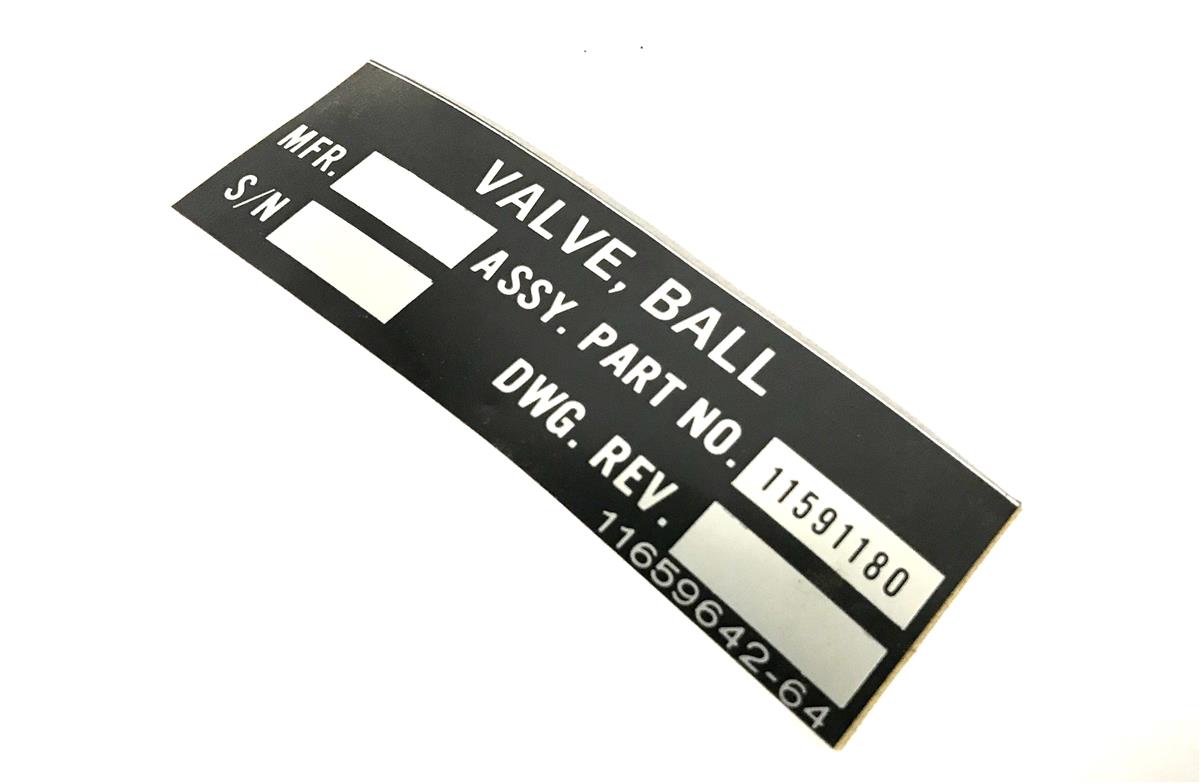 VALVE, BALL
MFR. ASSY. PART NO. 11591180
S/N DWG. REV.
11659642-64